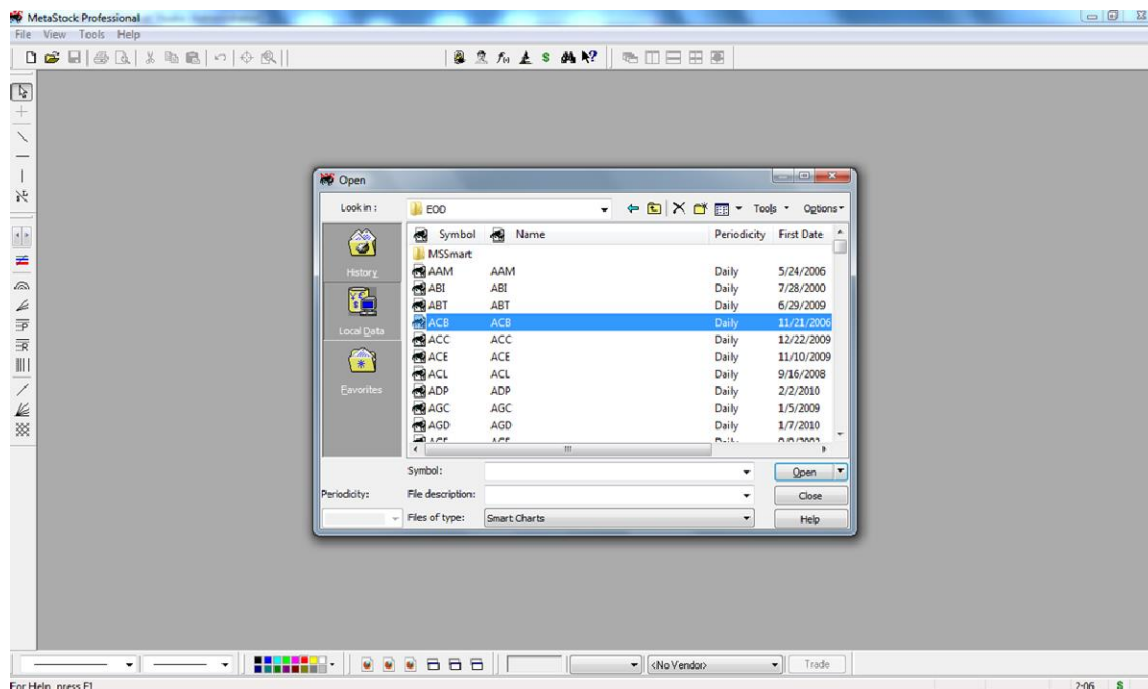 MetaStock Professional
File View Tools Help
Open
Look in : EOD Tools Options
Symbol Name Periodicity First Date
MSSmart
AAM AAM Daily 5/24/2006
ABI ABI Daily 7/28/2000
ABT ABT Daily 6/29/2009
ACB ACB Daily 11/21/2006
ACC ACC Daily 12/22/2009
ACE ACE Daily 11/10/2009
ACL ACL Daily 9/16/2008
ADP ADP Daily 2/2/2010
AGC AGC Daily 1/5/2009
AGD AGD Daily 1/7/2010
History
Local Data
Favorites
Symbol: Open
Periodicity: File description: Close
Files of type: Smart Charts Help
<No Vendor> Trade
For Help, press F1 2:06 $